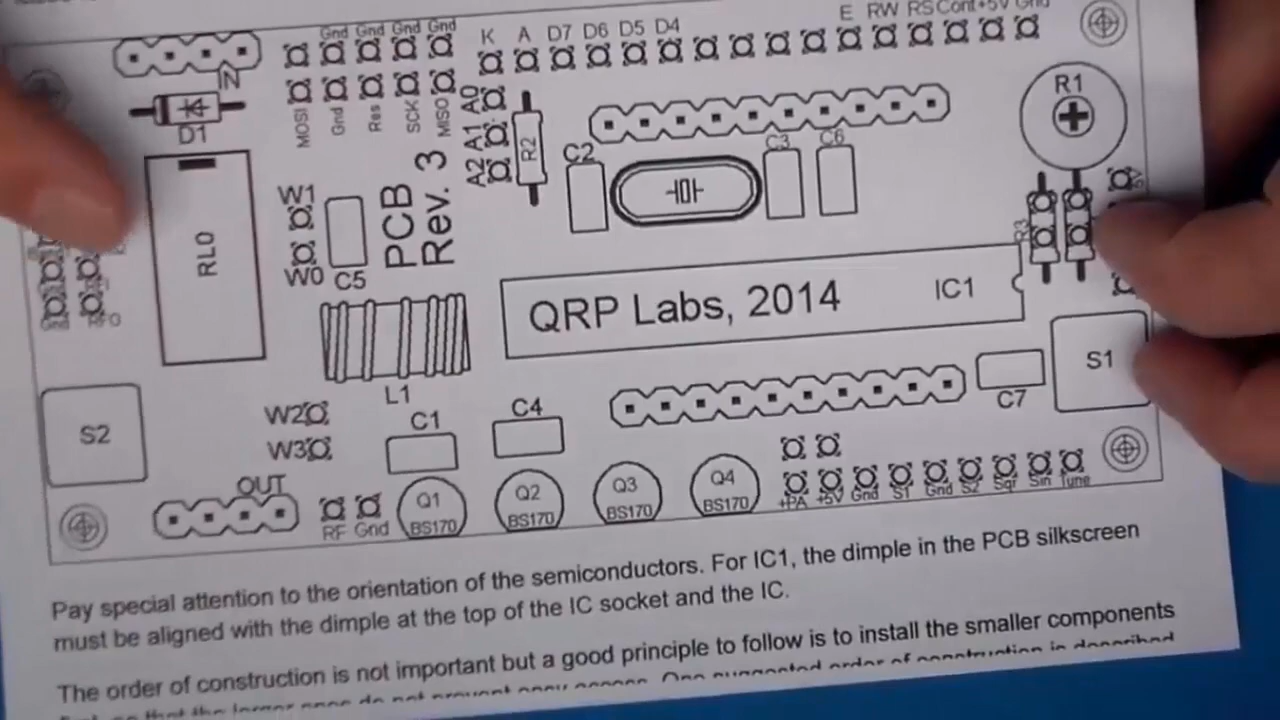 Gnd Gnd Gnd Gnd
K A D7 D6 D5 D4 E RW RS Cont +5V Gnd
IN
D1
MOSI Gnd Res SCK MISO
A2 A1 A0
R2
R1
C2 C3 C6
PCB
Rev. 3
W1
W0
C5
RL0
R3
5V
Gnd RFO
QRP Labs, 2014
IC1
S1
L1
C7
S2
W2
W3
C1
C4
OUT
RF Gnd
Q1
BS170
Q2
BS170
Q3
BS170
Q4
BS170
+PA +5V Gnd S1 Gnd S2 Sqr Sin Tune
Pay special attention to the orientation of the semiconductors. For IC1, the dimple in the PCB silkscreen
must be aligned with the dimple at the top of the IC socket and the IC.
The order of construction is not important but a good principle to follow is to install the smaller components